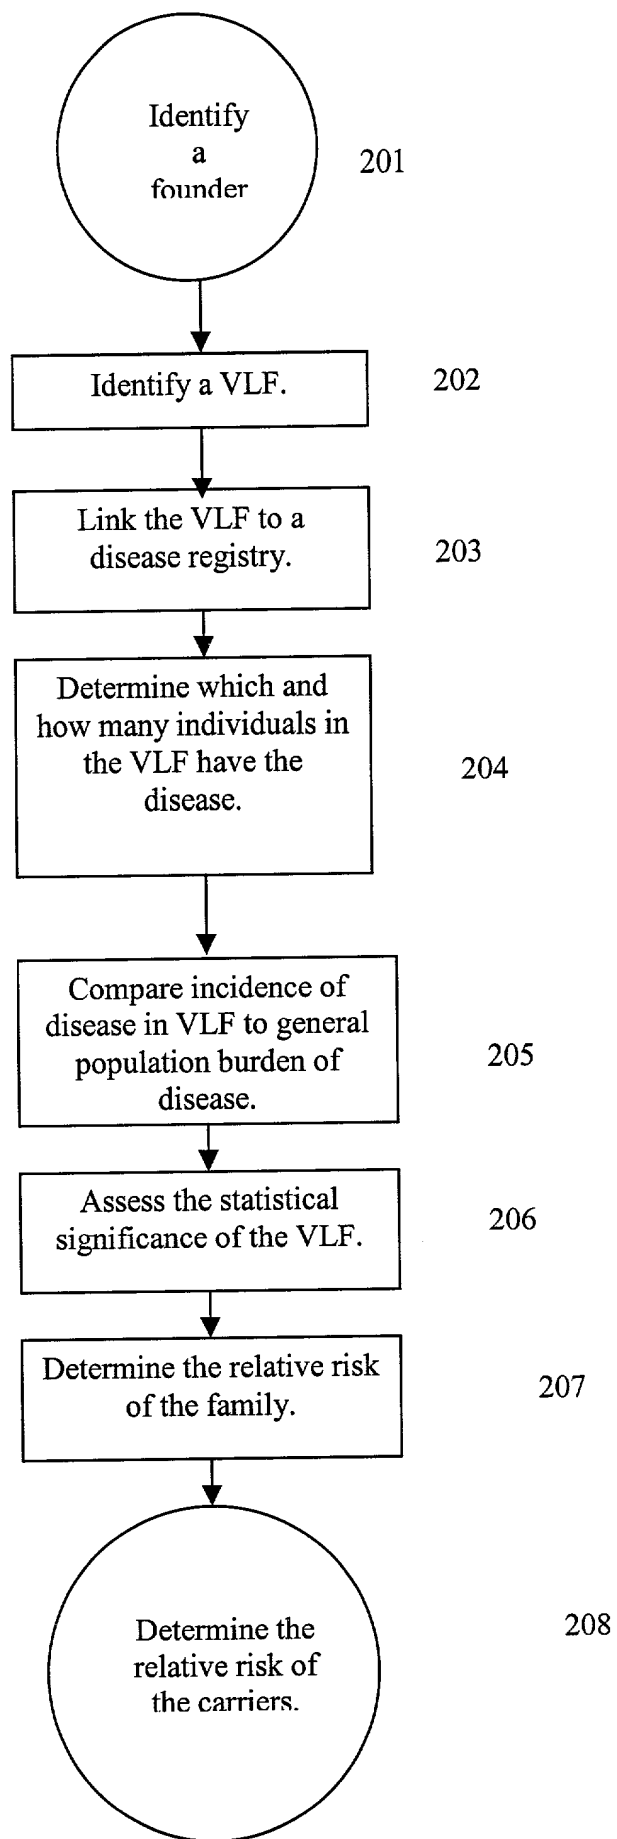 Identify
a
founder
201
Identify a VLF.
202
Link the VLF to a
disease registry.
203
Determine which and
how many individuals in
the VLF have the
disease.
204
Compare incidence of
disease in VLF to general
population burden of
disease.
205
Assess the statistical
significance of the VLF.
206
Determine the relative risk
of the family.
207
Determine the
relative risk of
the carriers.
208